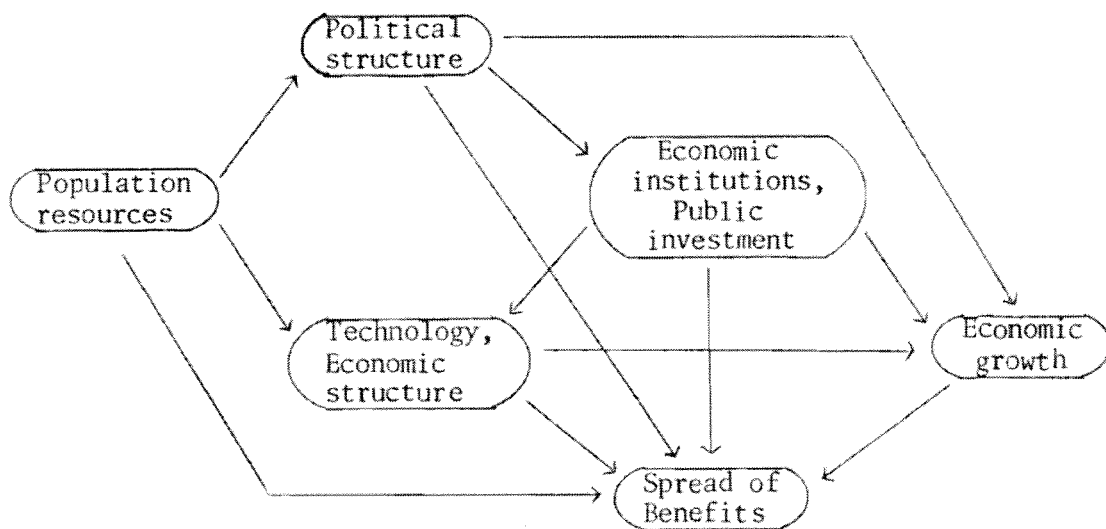 Political
structure
Population
resources
Economic
institutions,
Public
investment
Technology,
Economic
structure
Economic
growth
Spread of
Benefits